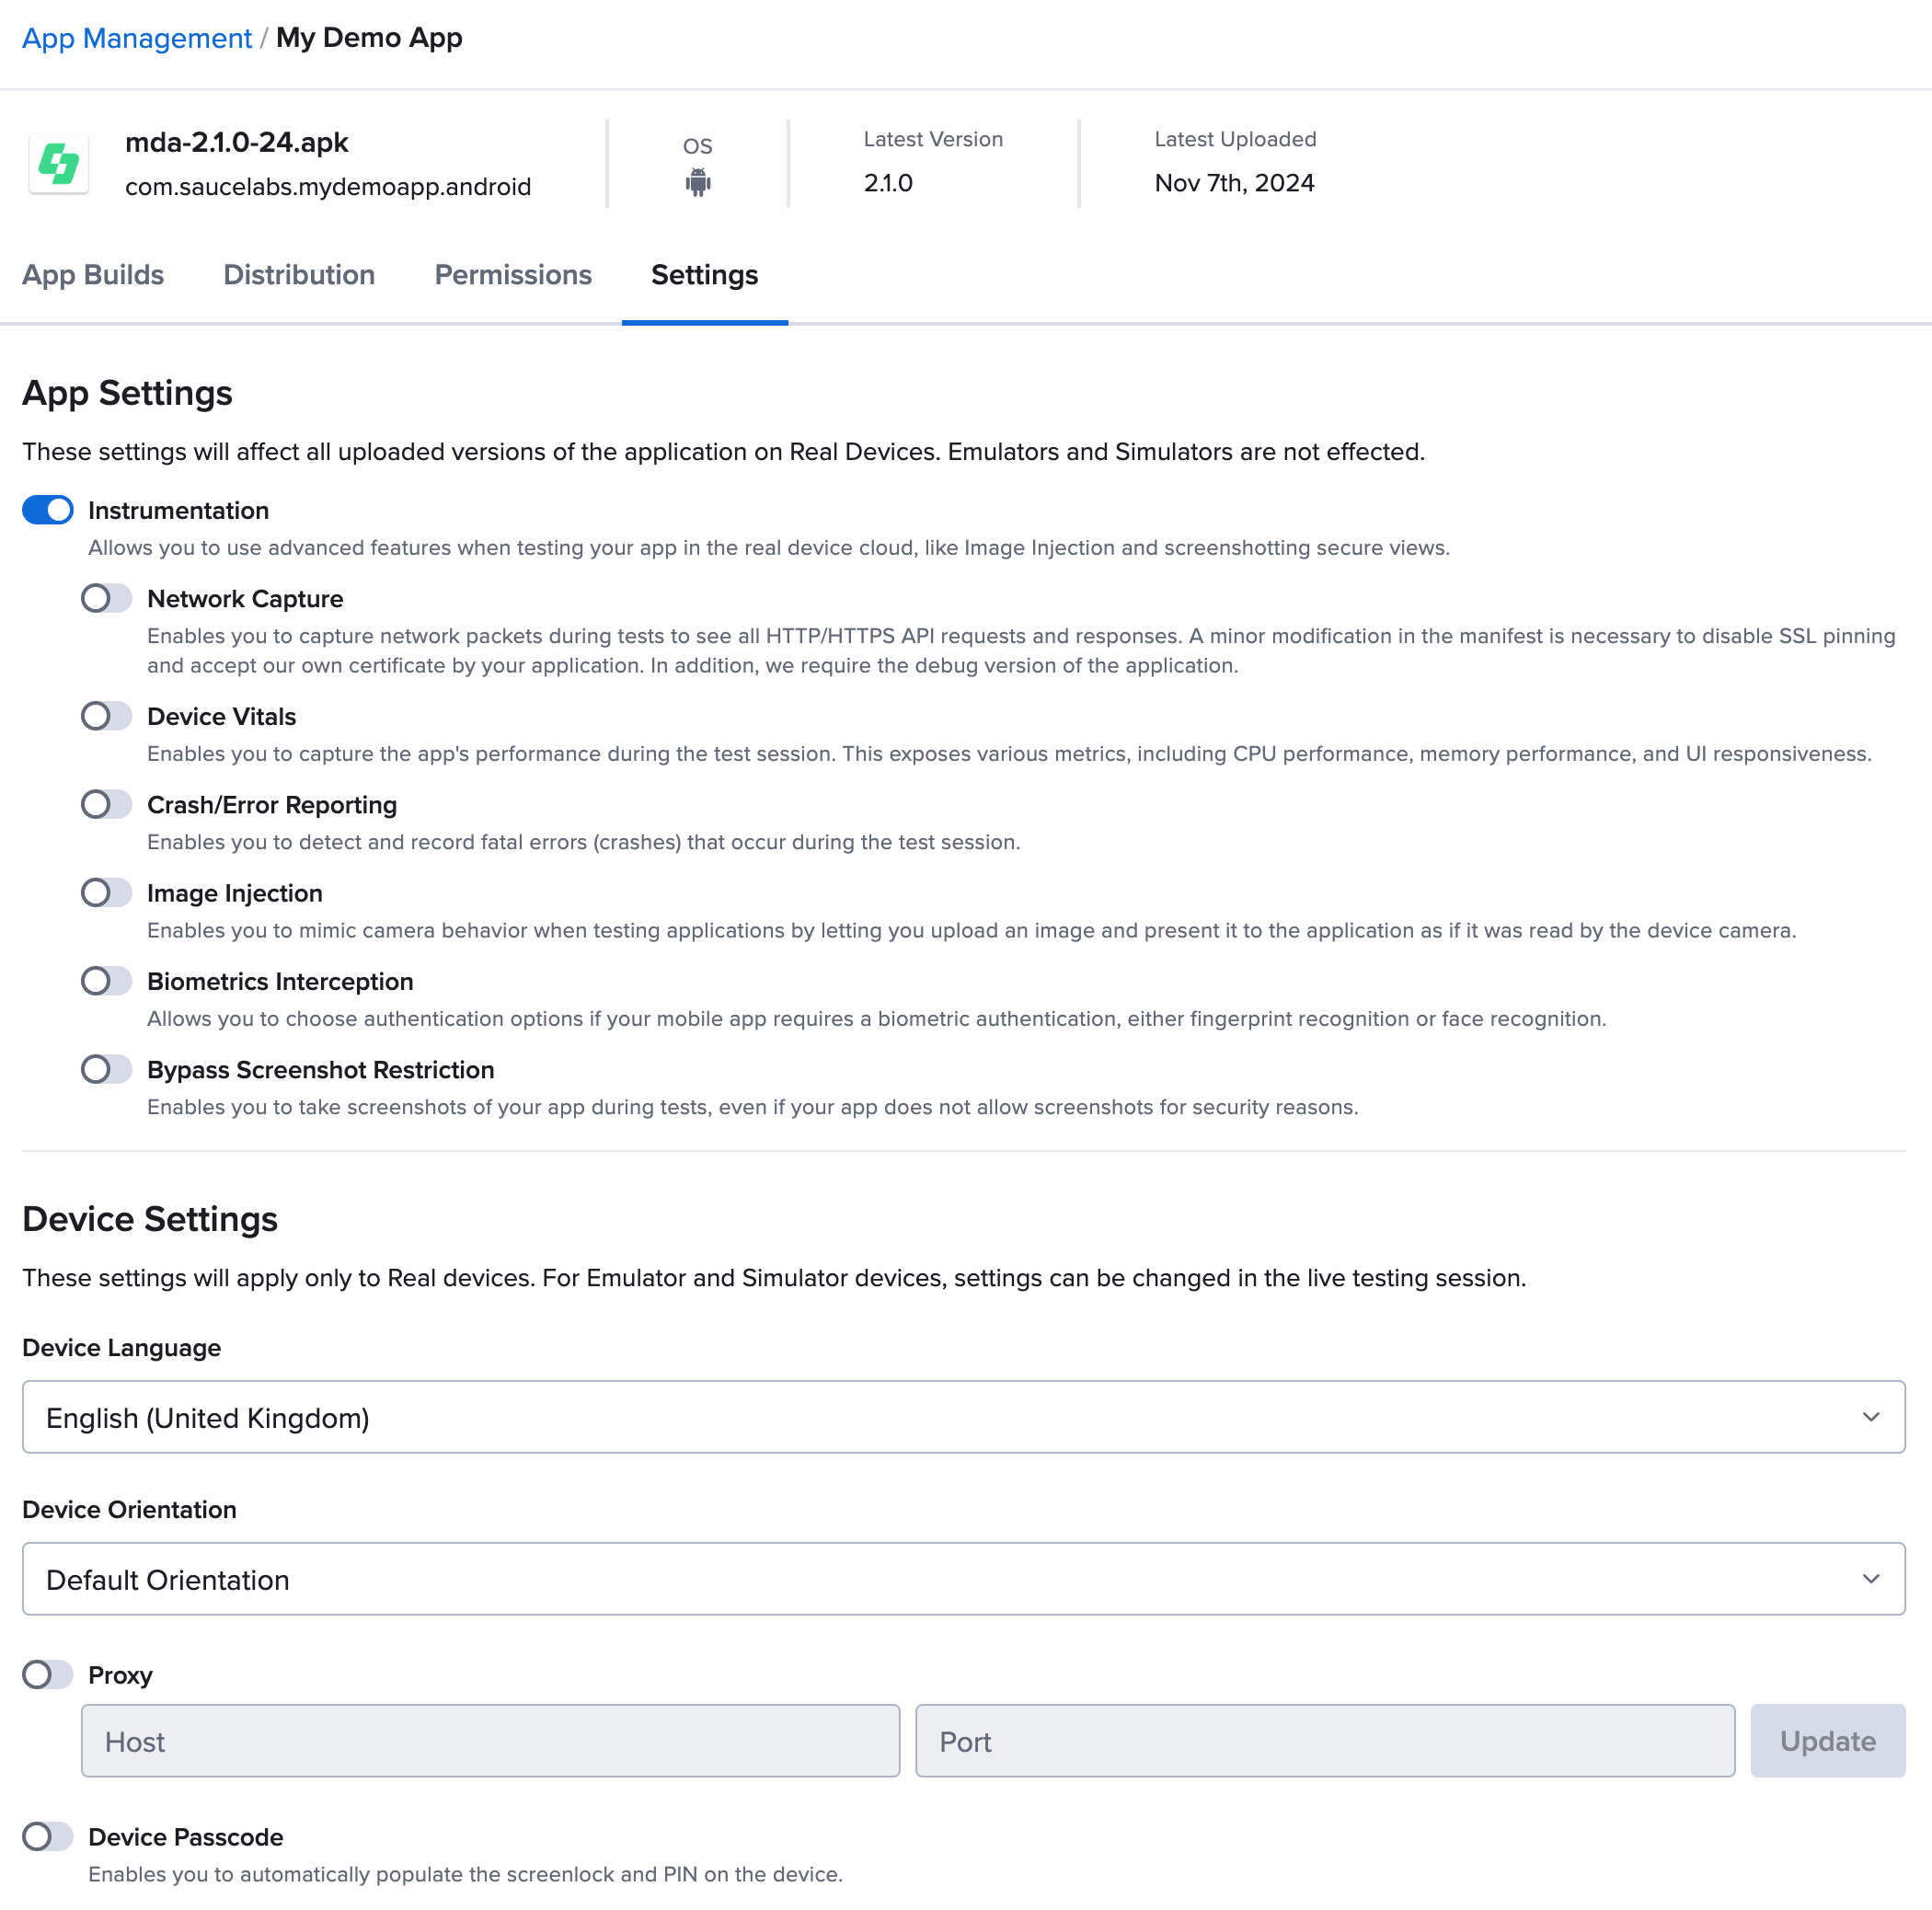 App Management / My Demo App
mda-2.1.0-24.apk
com.saucelabs.mydemoapp.android
OS
Latest Version
2.1.0
Latest Uploaded
Nov 7th, 2024
App Builds
Distribution
Permissions
Settings
App Settings
These settings will affect all uploaded versions of the application on Real Devices. Emulators and Simulators are not effected.
Instrumentation
Allows you to use advanced features when testing your app in the real device cloud, like Image Injection and screenshotting secure views.
Network Capture
Enables you to capture network packets during tests to see all HTTP/HTTPS API requests and responses. A minor modification in the manifest is necessary to disable SSL pinning
and accept our own certificate by your application. In addition, we require the debug version of the application.
Device Vitals
Enables you to capture the app's performance during the test session. This exposes various metrics, including CPU performance, memory performance, and UI responsiveness.
Crash/Error Reporting
Enables you to detect and record fatal errors (crashes) that occur during the test session.
Image Injection
Enables you to mimic camera behavior when testing applications by letting you upload an image and present it to the application as if it was read by the device camera.
Biometrics Interception
Allows you to choose authentication options if your mobile app requires a biometric authentication, either fingerprint recognition or face recognition.
Bypass Screenshot Restriction
Enables you to take screenshots of your app during tests, even if your app does not allow screenshots for security reasons.
Device Settings
These settings will apply only to Real devices. For Emulator and Simulator devices, settings can be changed in the live testing session.
Device Language
English (United Kingdom)
Device Orientation
Default Orientation
Proxy
Host
Port
Update
Device Passcode
Enables you to automatically populate the screenlock and PIN on the device.